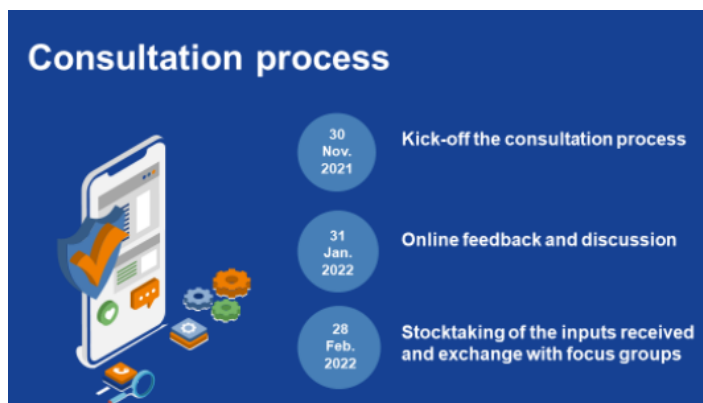 Consultation process
30
Nov.
2021
Kick-off the consultation process
31
Jan.
2022
Online feedback and discussion
28
Feb.
2022
Stocktaking of the inputs received
and exchange with focus groups